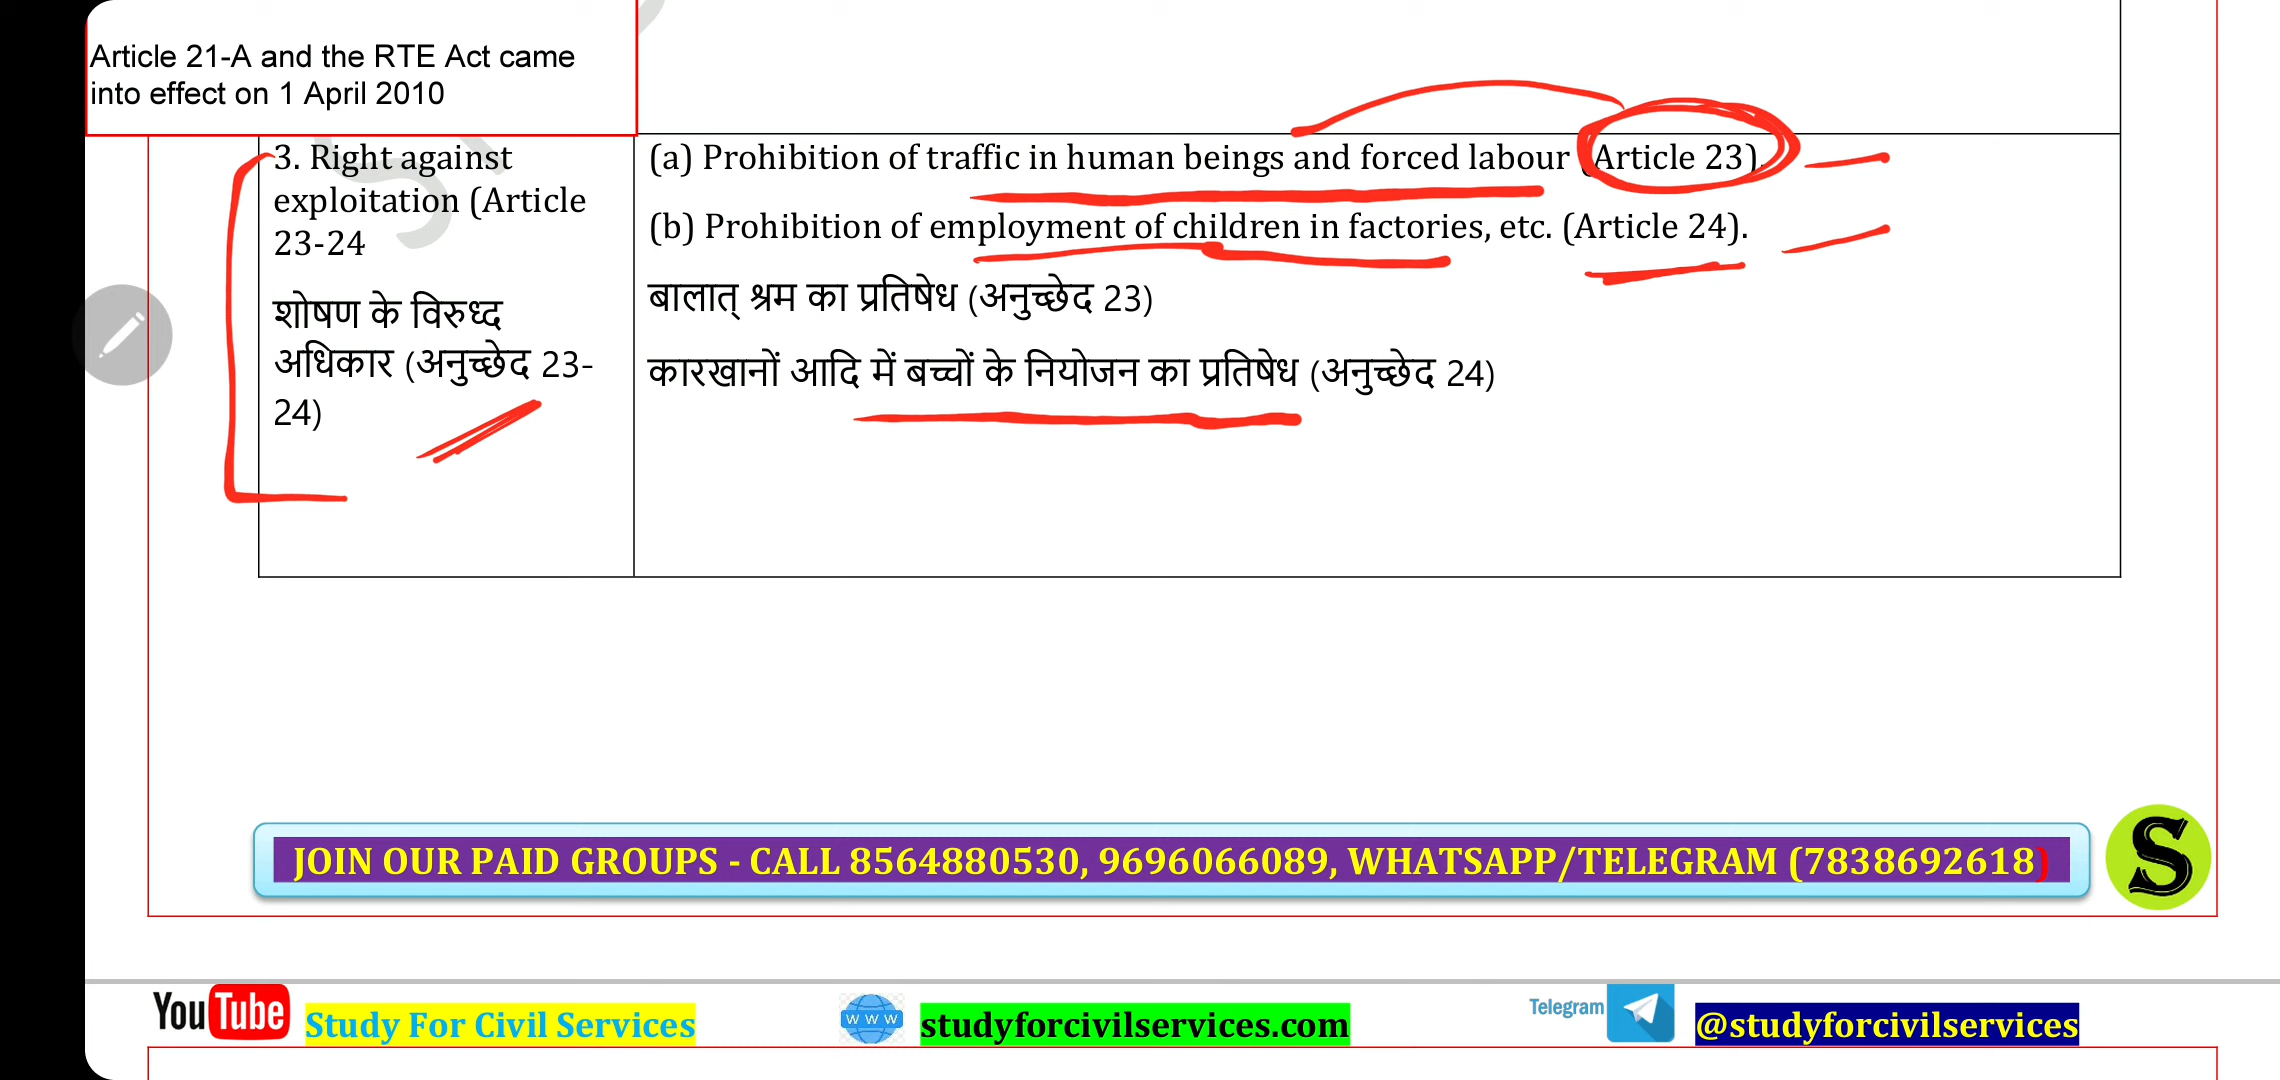 Article 21-A and the RTE Act came
into effect on 1 April 2010
3. Right against
exploitation (Article
23-24
शोषण के विरुध्द
अधिकार (अनुच्छेद 23-
24)
(a) Prohibition of traffic in human beings and forced labour (Article 23).
(b) Prohibition of employment of children in factories, etc. (Article 24).
बालात् श्रम का प्रतिषेध (अनुच्छेद 23)
कारखानों आदि में बच्चों के नियोजन का प्रतिषेध (अनुच्छेद 24)
JOIN OUR PAID GROUPS - CALL 8564880530, 9696066089, WHATSAPP/TELEGRAM (7838692618)
S
YouTube Study For Civil Services
WWW studyforcivilservices.com
Telegram @studyforcivilservices